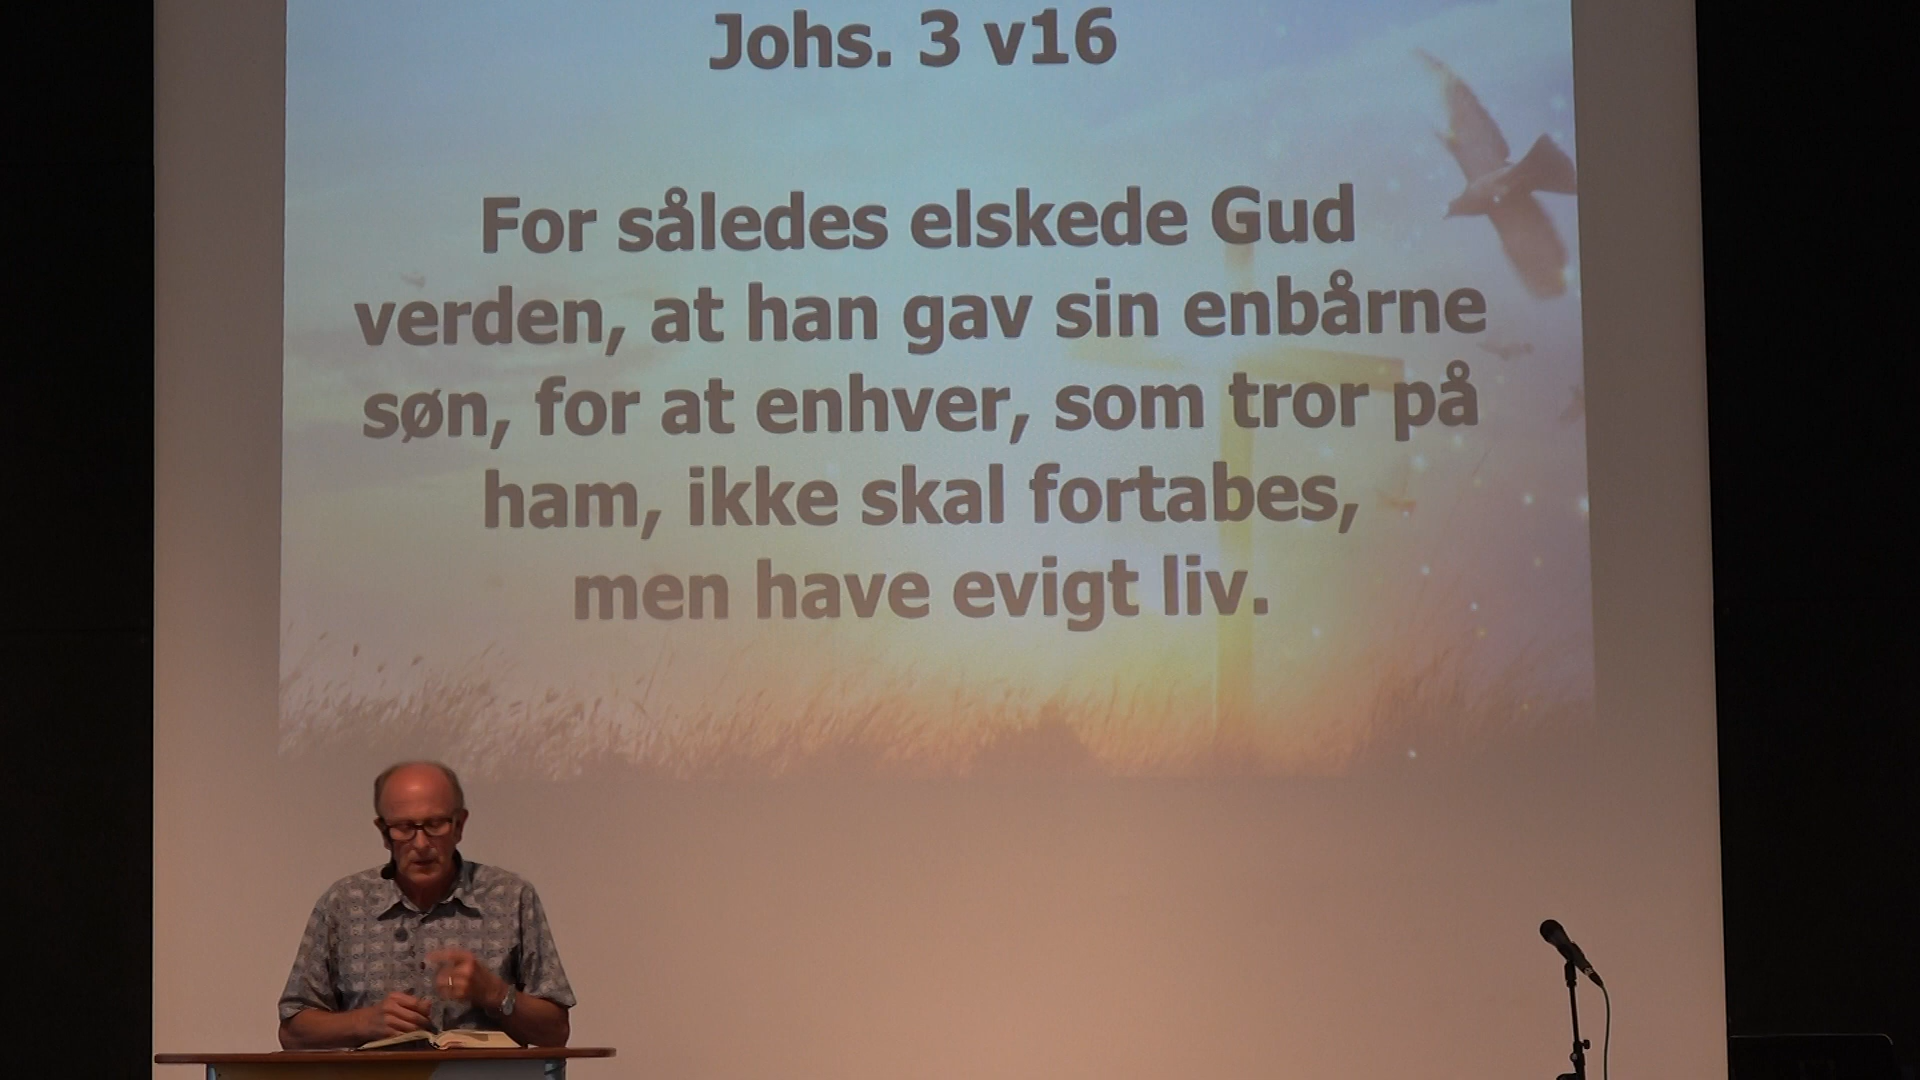 Johs. 3 v16
For således elskede Gud
verden, at han gav sin enbårne
søn, for at enhver, som tror på
ham, ikke skal fortabes,
men have evigt liv.